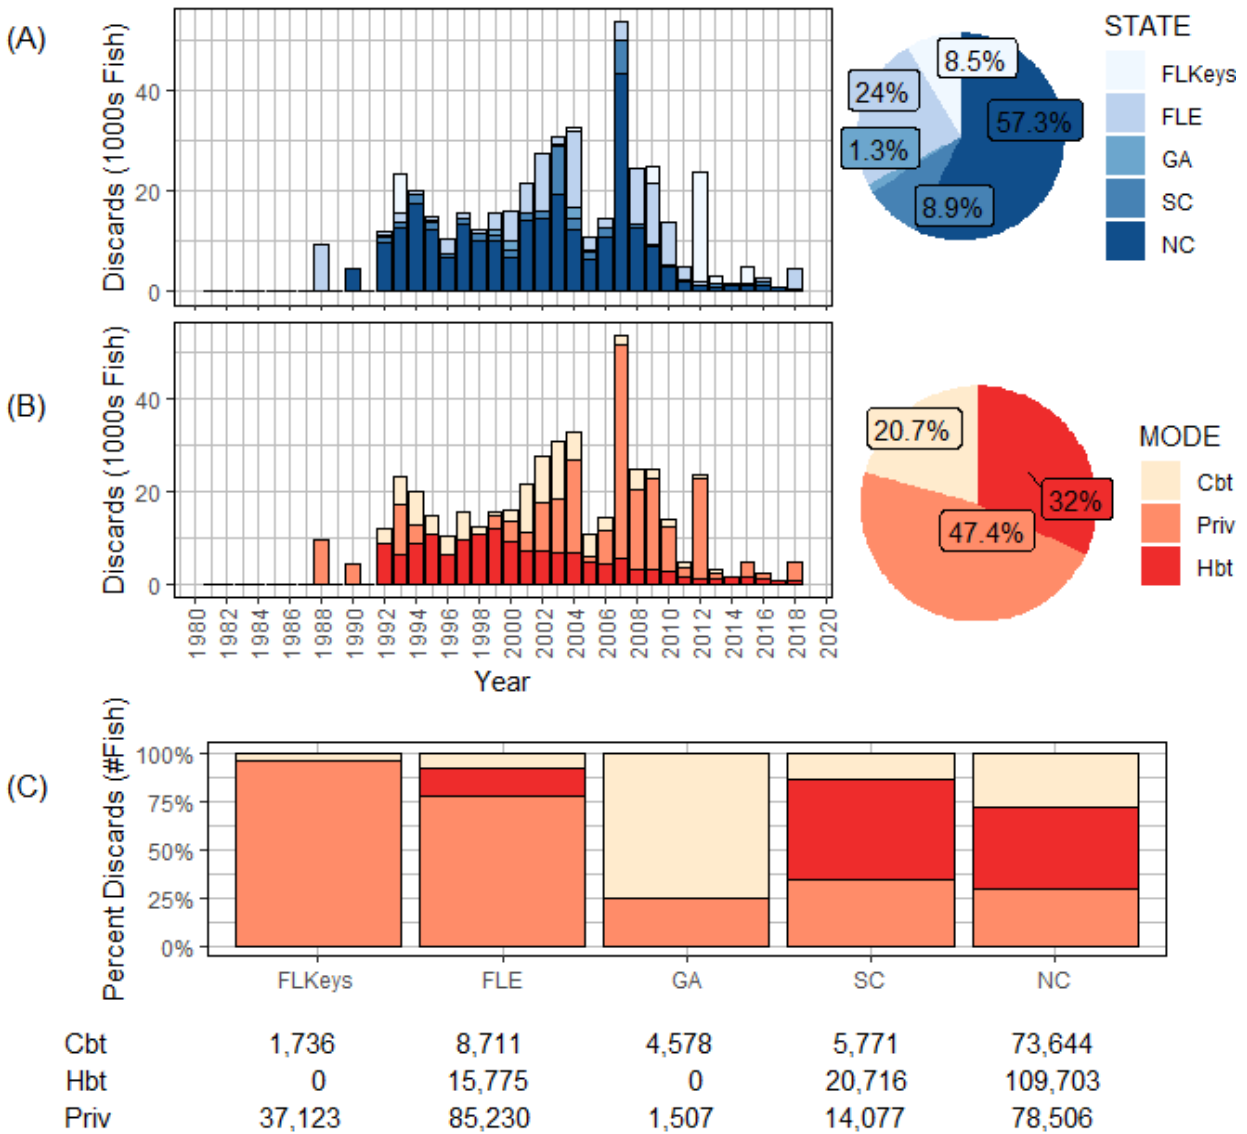 (A)
Discards (1000s Fish)
40
20
0
8.5%
24%
57.3%
1.3%
8.9%
STATE
FLKeys
FLE
GA
SC
NC
(B)
Discards (1000s Fish)
40
20
0
1980 1982 1984 1986 1988 1990 1992 1994 1996 1998 2000 2002 2004 2006 2008 2010 2012 2014 2016 2018 2020
Year
20.7%
32%
47.4%
MODE
Cbt
Priv
Hbt
(C)
Percent Discards (#Fish)
100%
75%
50%
25%
0%
FLKeys FLE GA SC NC
Cbt 1,736 8,711 4,578 5,771 73,644
Hbt 0 15,775 0 20,716 109,703
Priv 37,123 85,230 1,507 14,077 78,506